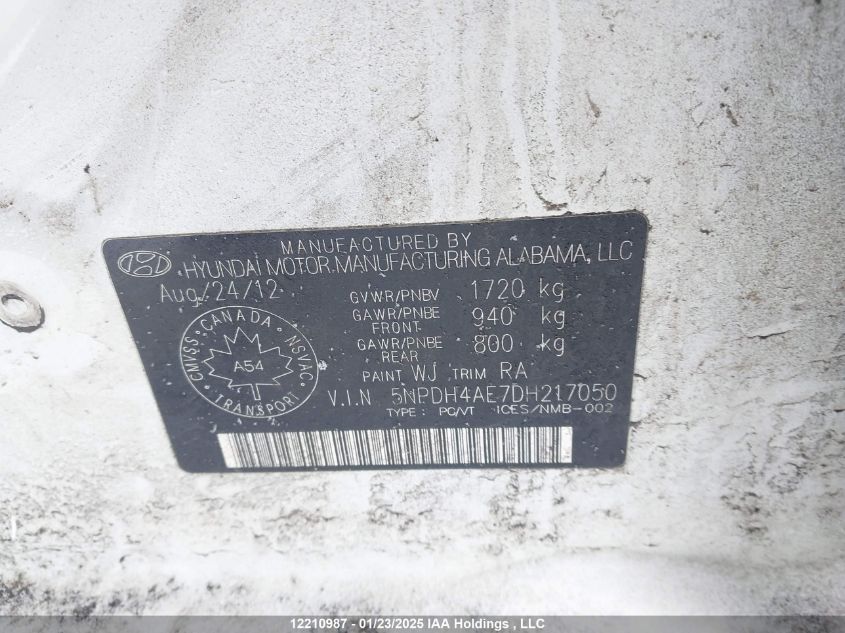 MANUFACTURED BY
HYUNDAI MOTOR MANUFACTURING ALABAMA, LLC
Aug/24/12
GVWR/PNBV 1720 kg
GAWR/PNBE FRONT 940 kg
GAWR/PNBE REAR 800 kg
PAINT WJ TRIM RA
V.I.N 5NPDH4AE7DH217050
TYPE : PC/VT ICES/NMB-002
CANADA
CMVSS NSVAC
A54
TRANSPORT
12210987 - 01/23/2025 IAA Holdings , LLC